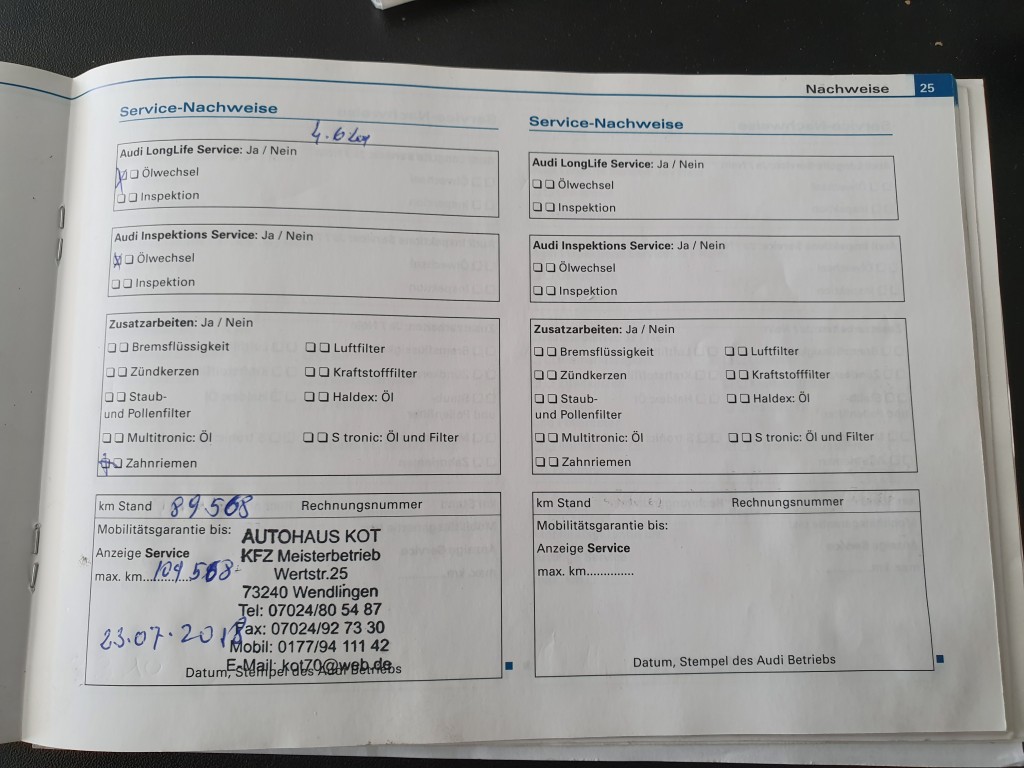 Nachweise 25
Service-Nachweise
Audi LongLife Service: Ja / Nein
Ölwechsel
Inspektion
Audi Inspektions Service: Ja / Nein
Ölwechsel
Inspektion
Zusatzarbeiten: Ja / Nein
Bremsflüssigkeit Luftfilter
Zündkerzen Kraftstofffilter
Staub- Haldex: Öl
und Pollenfilter
Multitronic: Öl S tronic: Öl und Filter
Zahnriemen
km Stand 89.568 Rechnungsnummer
Mobilitätsgarantie bis:
Anzeige Service
max. km... 109.568
23.07.2018
AUTOHAUS KOT
KFZ Meisterbetrieb
Wertstr.25
73240 Wendlingen
Tel: 07024/80 54 87
Fax: 07024/92 73 30
Mobil: 0177/94 111 42
E-Mail: kot70@web.de
Datum, Stempel des Audi Betriebs
Service-Nachweise
Audi LongLife Service: Ja / Nein
Ölwechsel
Inspektion
Audi Inspektions Service: Ja / Nein
Ölwechsel
Inspektion
Zusatzarbeiten: Ja / Nein
Bremsflüssigkeit Luftfilter
Zündkerzen Kraftstofffilter
Staub- Haldex: Öl
und Pollenfilter
Multitronic: Öl S tronic: Öl und Filter
Zahnriemen
km Stand Rechnungsnummer
Mobilitätsgarantie bis:
Anzeige Service
max. km..............
Datum, Stempel des Audi Betriebs